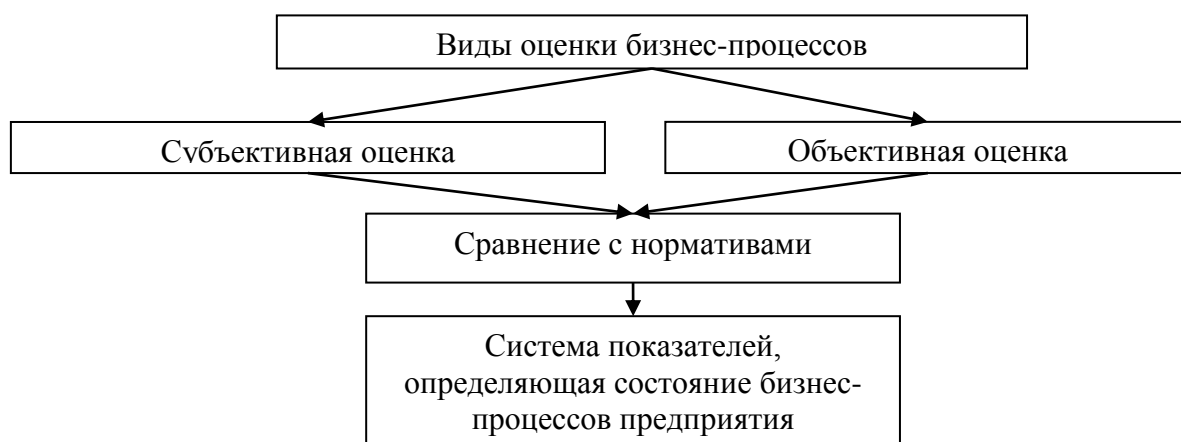 Виды оценки бизнес-процессов
Субъективная оценка
Объективная оценка
Сравнение с нормативами
Система показателей,
определяющая состояние бизнес-
процессов предприятия